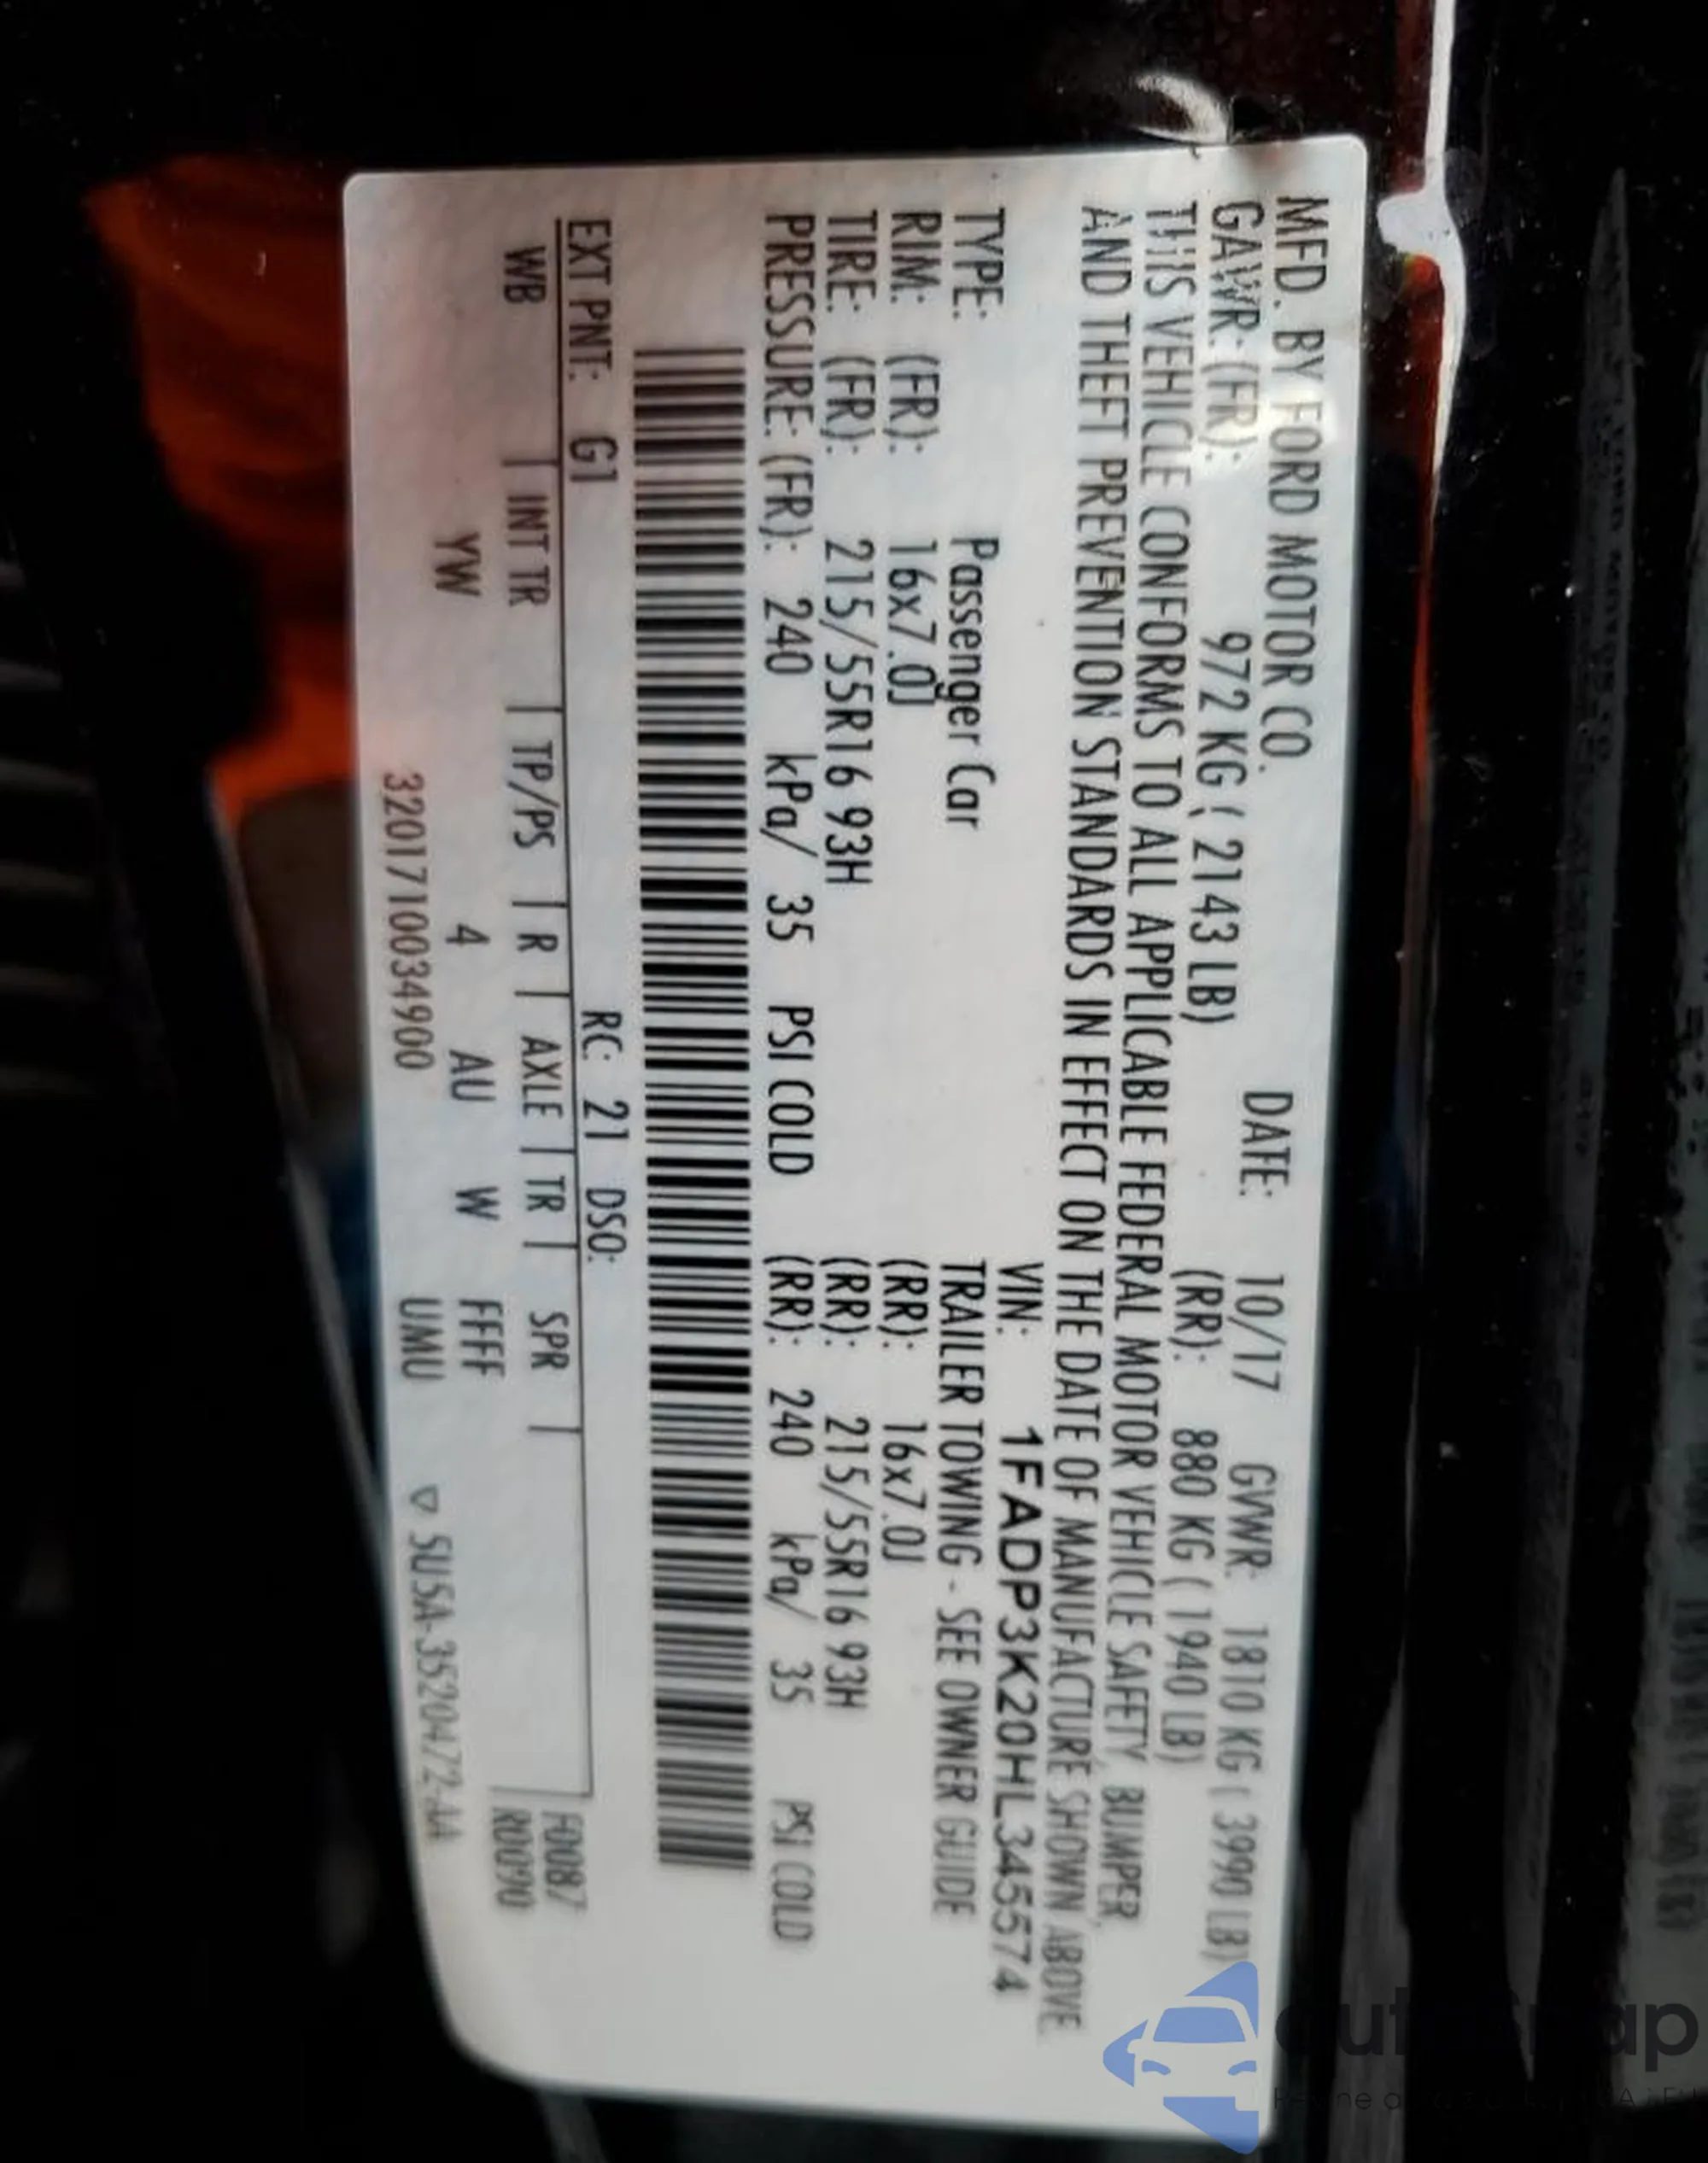 MFD. BY FORD MOTOR CO. DATE: 10/17 GVWR: 1810 KG ( 3990 LB)
GAWR: (FR): 972 KG ( 2143 LB) (RR): 880 KG ( 1940 LB)
THIS VEHICLE CONFORMS TO ALL APPLICABLE FEDERAL MOTOR VEHICLE SAFETY, BUMPER,
AND THEFT PREVENTION STANDARDS IN EFFECT ON THE DATE OF MANUFACTURE SHOWN ABOVE.
VIN: 1FADP3K20HL345574
TYPE: Passenger Car TRAILER TOWING - SEE OWNER GUIDE
RIM: (FR): 16x7.0J (RR): 16x7.0J
TIRE: (FR): 215/55R16 93H (RR): 215/55R16 93H
PRESSURE: (FR): 240 kPa/ 35 PSI COLD (RR): 240 kPa/ 35 PSI COLD
EXT PNT: G1 RC: 21 DSO: F0087
WB | INT TR | TP/PS | R | AXLE | TR | SPR | R0090
YW 4 AU W FFFF
3201710034900 UMU ▽ SU5A-3520472-AA